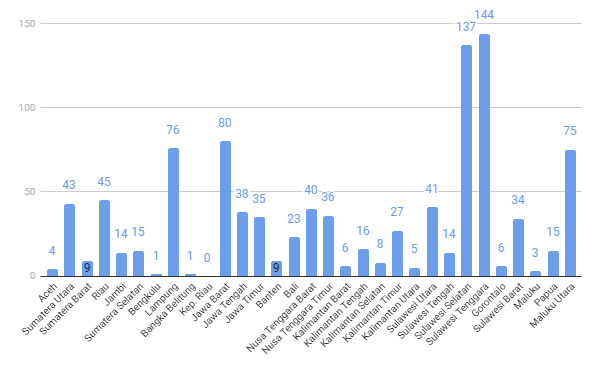 150
100
50
0
4
43
9
45
14
15
1
76
1
0
80
38
35
9
23
40
36
6
16
8
27
5
41
14
137
144
6
34
3
15
75
Aceh
Sumatera Utara
Sumatera Barat
Riau
Jambi
Sumatera Selatan
Bengkulu
Lampung
Bangka Belitung
Kep. Riau
Jawa Barat
Jawa Tengah
Jawa Timur
Banten
Bali
Nusa Tenggara Barat
Nusa Tenggara Timur
Kalimantan Barat
Kalimantan Tengah
Kalimantan Selatan
Kalimantan Timur
Kalimantan Utara
Sulawesi Utara
Sulawesi Tengah
Sulawesi Selatan
Sulawesi Tenggara
Gorontalo
Sulawesi Barat
Maluku
Papua
Maluku Utara